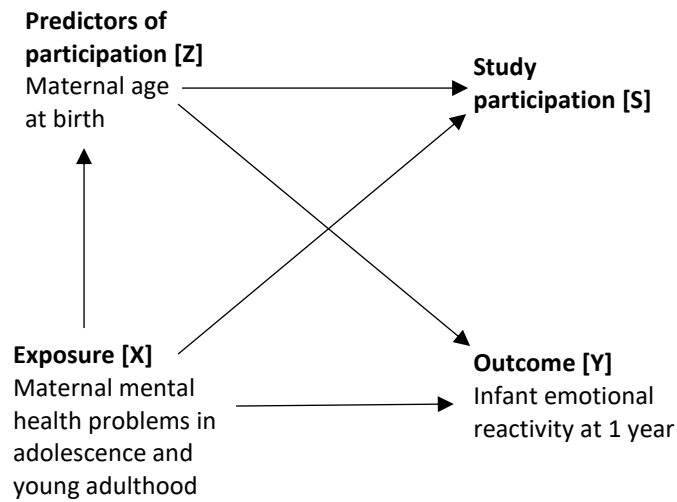 Predictors of
participation [Z]
Maternal age
at birth
Study
participation [S]
Exposure [X]
Maternal mental
health problems in
adolescence and
young adulthood
Outcome [Y]
Infant emotional
reactivity at 1 year